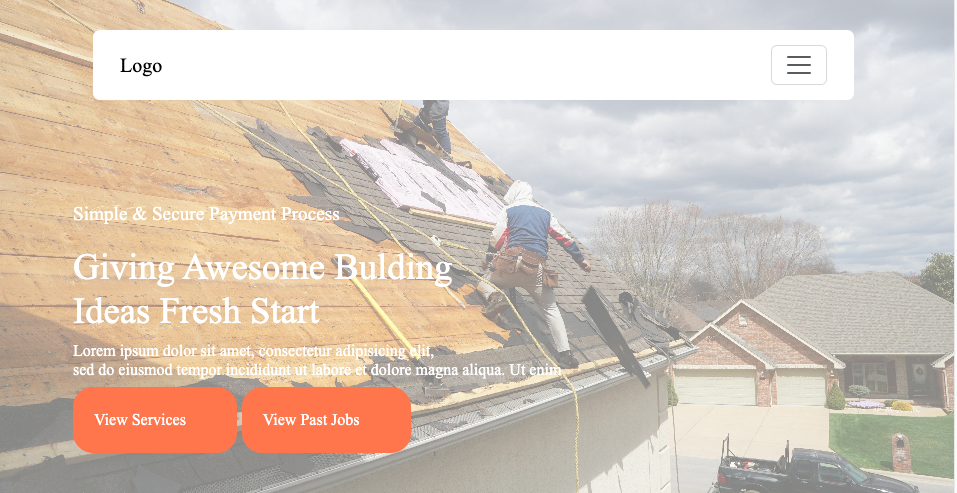 Logo
Simple & Secure Payment Process
Giving Awesome Bulding
Ideas Fresh Start
Lorem ipsum dolor sit amet, consectetur adipisicing elit,
sed do eiusmod tempor incididunt ut labore et dolore magna aliqua. Ut enim
View Services
View Past Jobs